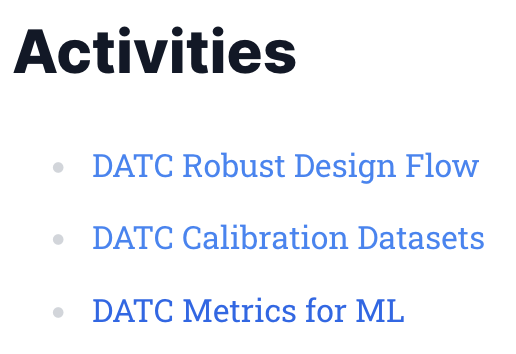 Activities
DATC Robust Design Flow
DATC Calibration Datasets
DATC Metrics for ML